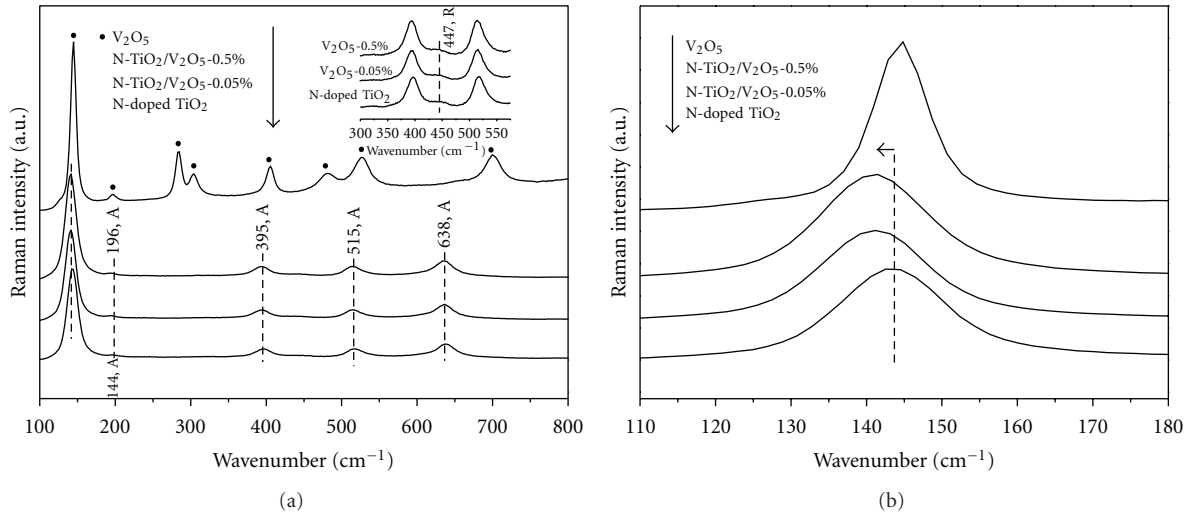 Raman intensity (a.u.)
• V₂O₅
N-TiO₂/V₂O₅-0.5%
N-TiO₂/V₂O₅-0.05%
N-doped TiO₂
V₂O₅-0.5%
V₂O₅-0.05%
N-doped TiO₂
447, R
300 350 400 450 500 550
Wavenumber (cm⁻¹)
196, A
395, A
515, A
638, A
144, A
100 200 300 400 500 600 700 800
Wavenumber (cm⁻¹)
(a)
Raman intensity (a.u.)
V₂O₅
N-TiO₂/V₂O₅-0.5%
N-TiO₂/V₂O₅-0.05%
N-doped TiO₂
110 120 130 140 150 160 170 180
Wavenumber (cm⁻¹)
(b)